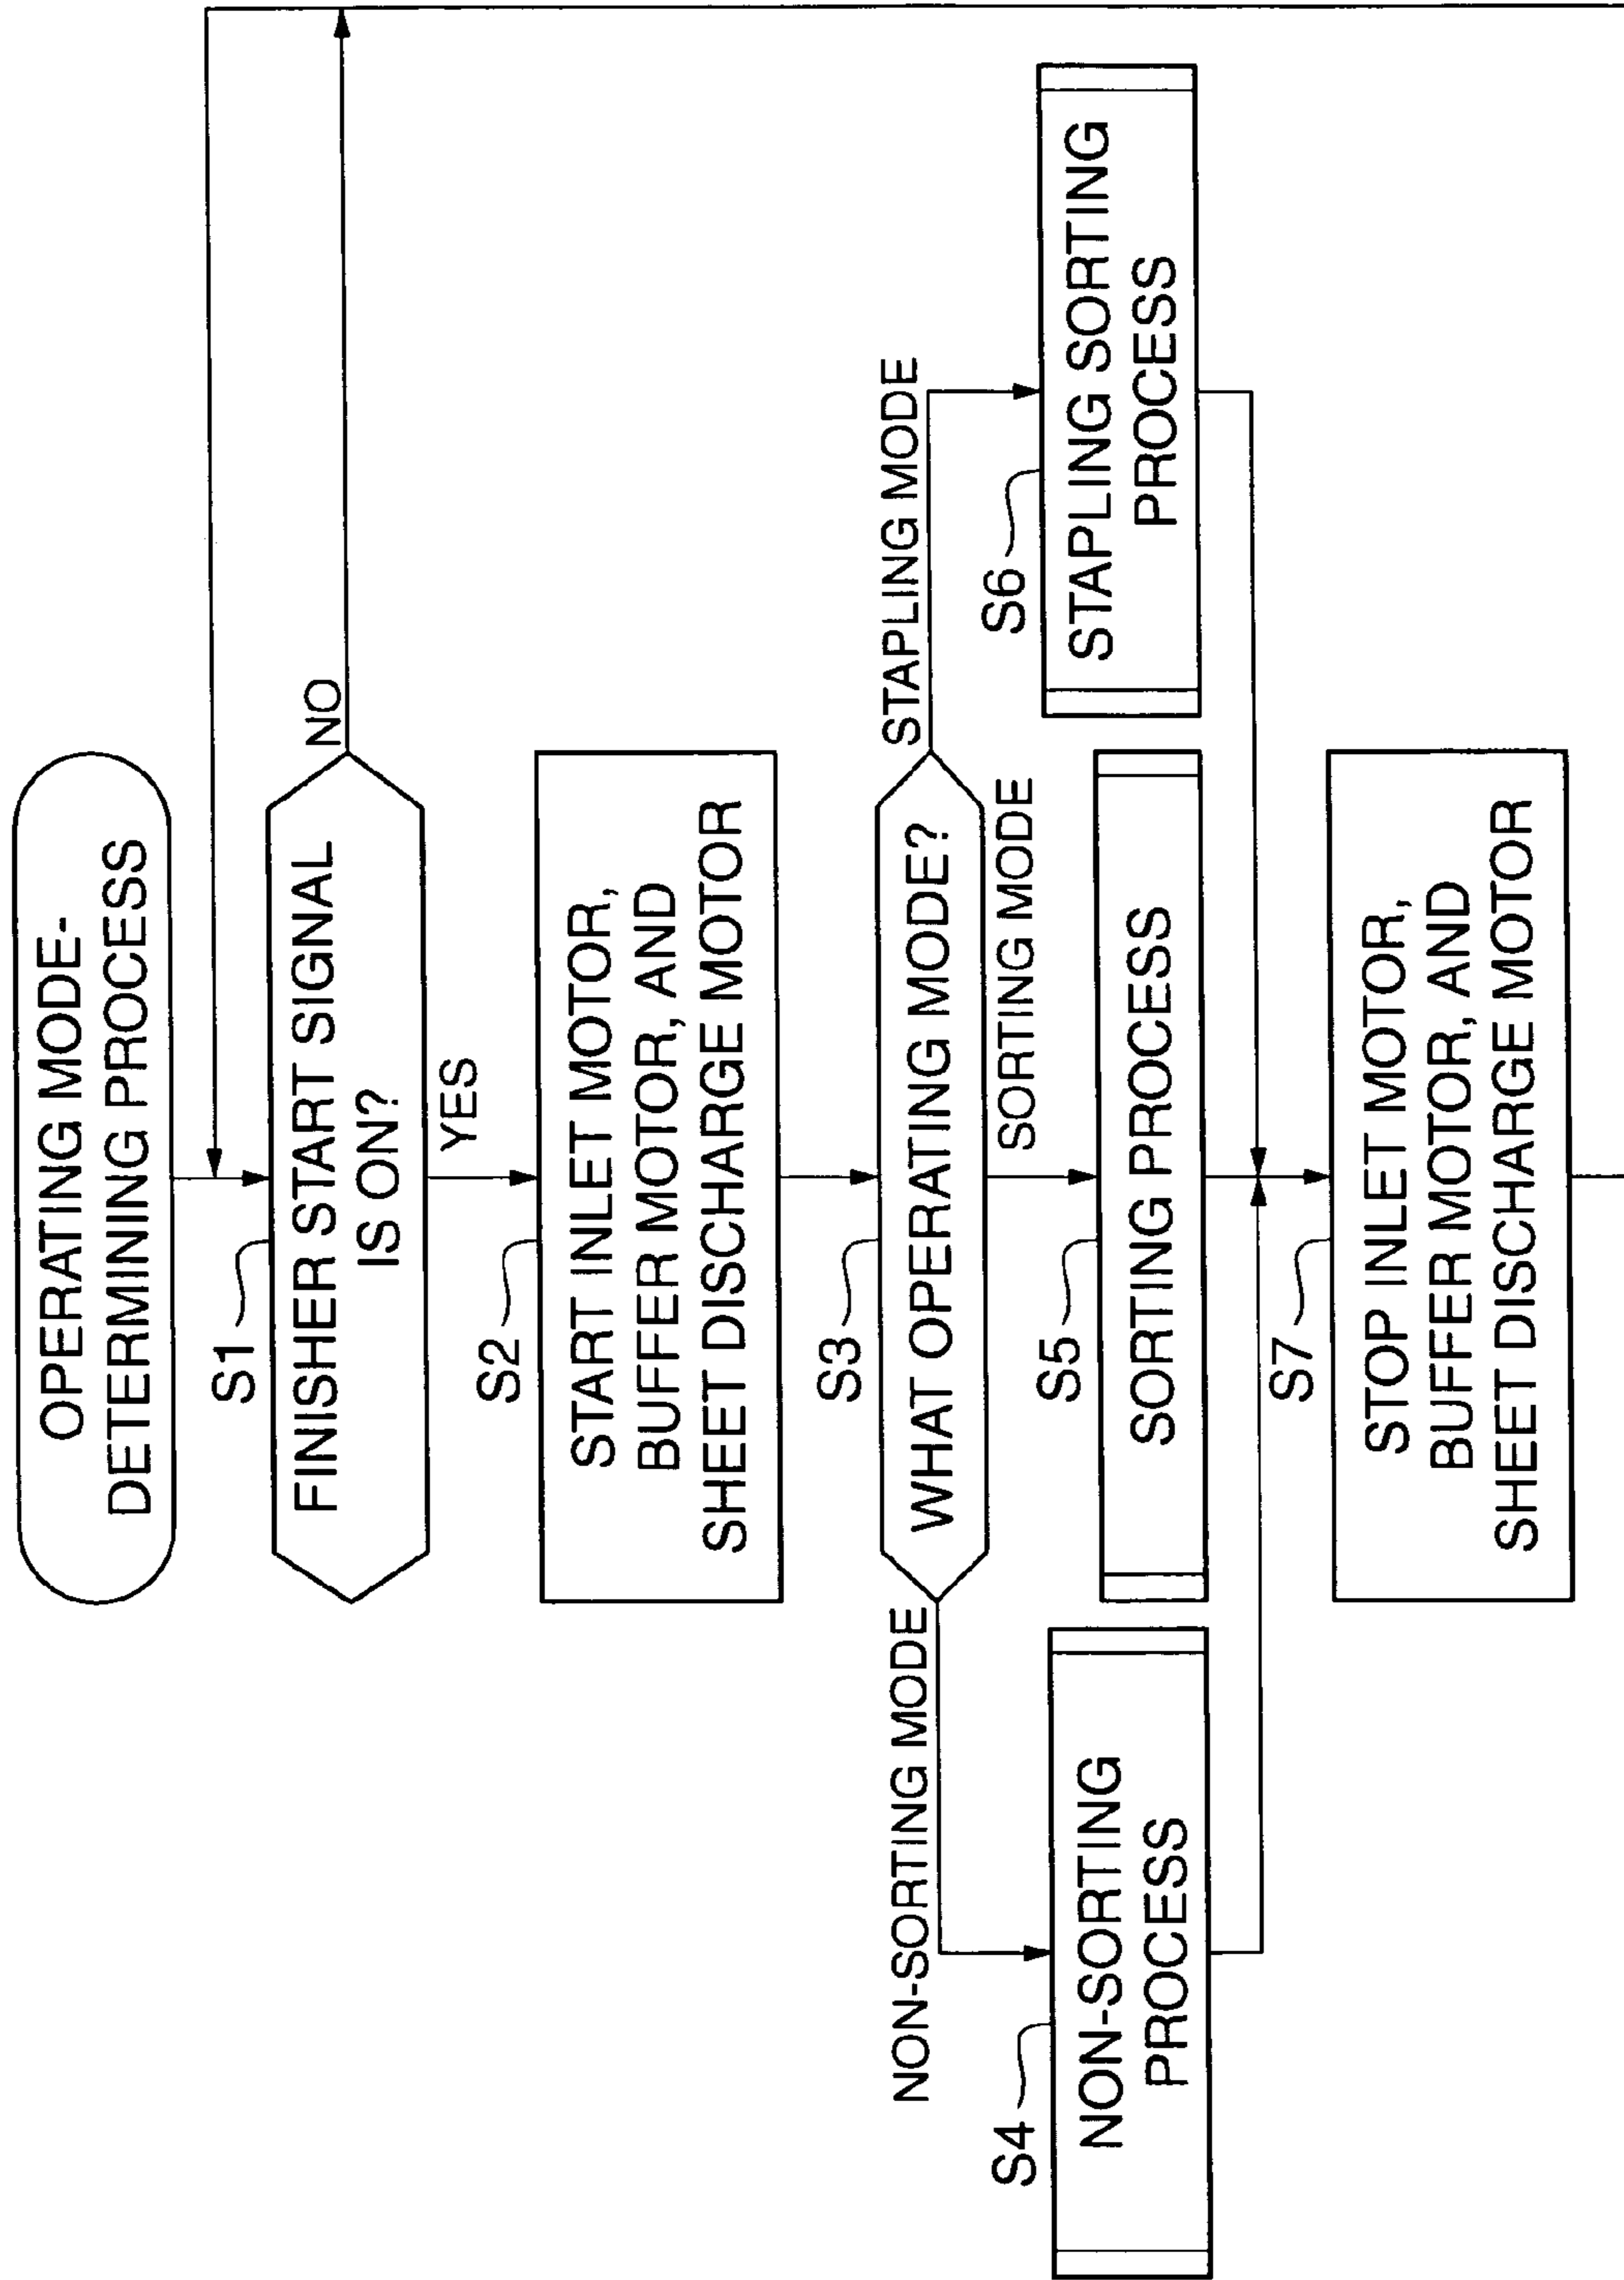 OPERATING MODE-
DETERMINING PROCESS
S1
FINISHER START SIGNAL
IS ON?
NO
YES
S2
START INLET MOTOR,
BUFFER MOTOR, AND
SHEET DISCHARGE MOTOR
S3
WHAT OPERATING MODE?
NON-SORTING MODE
SORTING MODE
STAPLING MODE
S4
NON-SORTING
PROCESS
S5
SORTING PROCESS
S6
STAPLING SORTING
PROCESS
S7
STOP INLET MOTOR,
BUFFER MOTOR, AND
SHEET DISCHARGE MOTOR